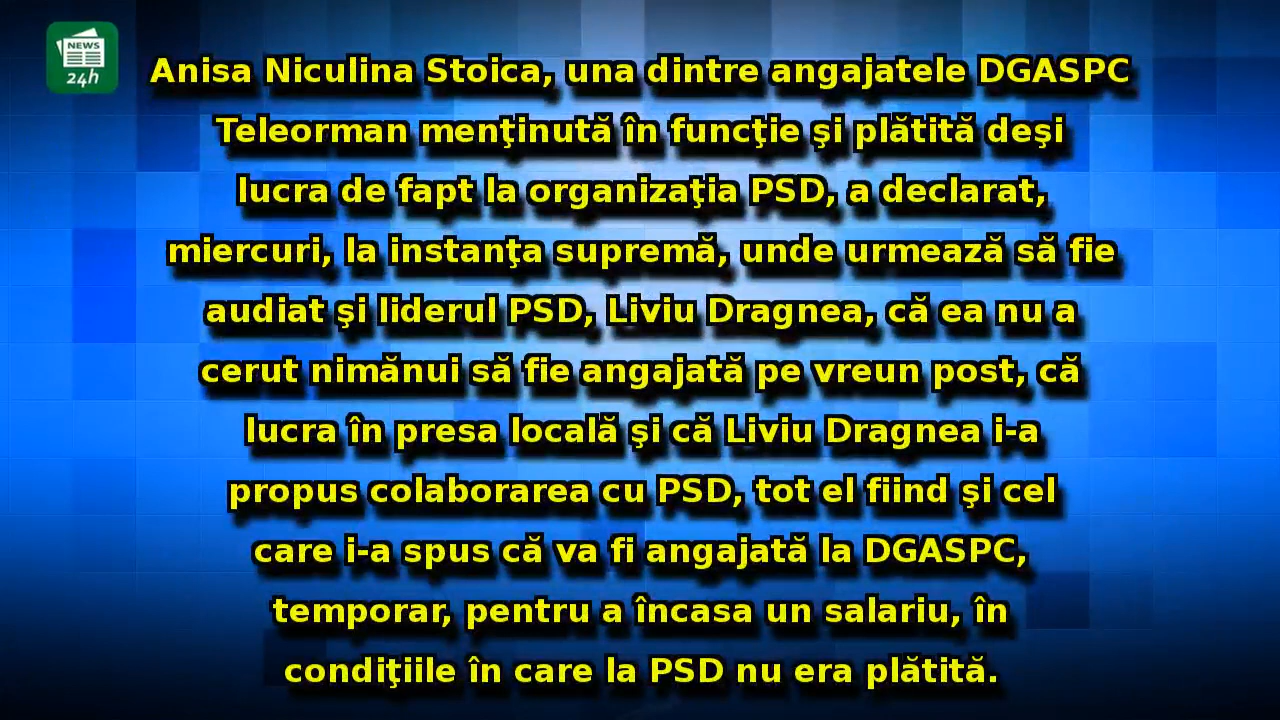 NEWS
24h
Anisa Niculina Stoica, una dintre angajatele DGASPC
Teleorman menţinută în funcţie şi plătită deşi
lucra de fapt la organizaţia PSD, a declarat,
miercuri, la instanţa supremă, unde urmează să fie
audiat şi liderul PSD, Liviu Dragnea, că ea nu a
cerut nimănui să fie angajată pe vreun post, că
lucra în presa locală şi că Liviu Dragnea i-a
propus colaborarea cu PSD, tot el fiind şi cel
care i-a spus că va fi angajată la DGASPC,
temporar, pentru a încasa un salariu, în
condiţiile în care la PSD nu era plătită.